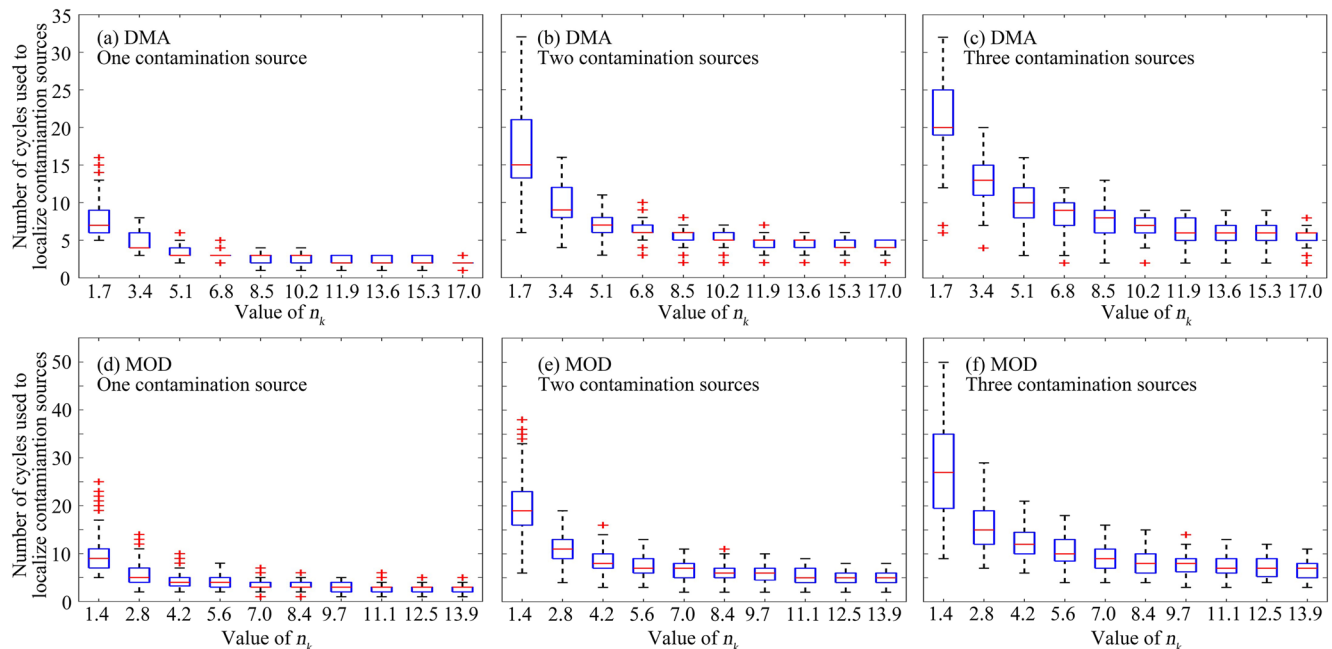 35
30
25
20
15
10
5
0
Number of cycles used to
localize contamiantion sources
(a) DMA
One contamination source
1.7 3.4 5.1 6.8 8.5 10.2 11.9 13.6 15.3 17.0
Value of nk
(b) DMA
Two contamination sources
1.7 3.4 5.1 6.8 8.5 10.2 11.9 13.6 15.3 17.0
Value of nk
(c) DMA
Three contamination sources
1.7 3.4 5.1 6.8 8.5 10.2 11.9 13.6 15.3 17.0
Value of nk
50
40
30
20
10
0
Number of cycles used to
localize contamiantion sources
(d) MOD
One contamination source
1.4 2.8 4.2 5.6 7.0 8.4 9.7 11.1 12.5 13.9
Value of nk
(e) MOD
Two contamination sources
1.4 2.8 4.2 5.6 7.0 8.4 9.7 11.1 12.5 13.9
Value of nk
(f) MOD
Three contamination sources
1.4 2.8 4.2 5.6 7.0 8.4 9.7 11.1 12.5 13.9
Value of nk